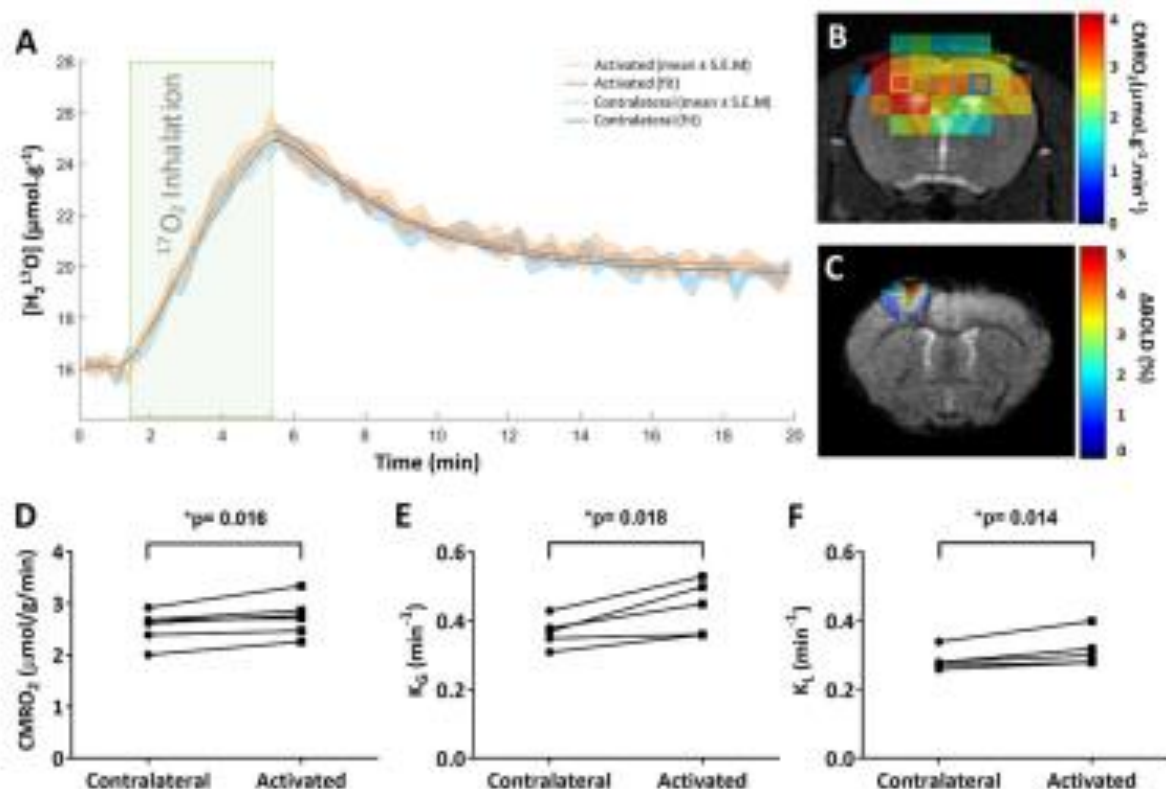 A
[H₂¹⁷O] (μmol.g⁻¹)
28
26
24
22
20
18
16
¹⁷O₂ Inhalation
Activated (mean ± S.E.M)
Activated (fit)
Contralateral (mean ± S.E.M)
Contralateral (fit)
0 2 4 6 8 10 12 14 16 18 20
Time (min)
B
4
3
2
1
0
CMRO₂ (μmol.g⁻¹.min⁻¹)
C
5
4
3
2
1
0
ΔBOLD (%)
D
*p= 0.016
CMRO₂ (μmol/g/min)
4
3
2
1
0
Contralateral Activated
E
*p= 0.018
K_G (min⁻¹)
0.6
0.4
0.2
0.0
Contralateral Activated
F
*p= 0.014
K_L (min⁻¹)
0.6
0.4
0.2
0.0
Contralateral Activated